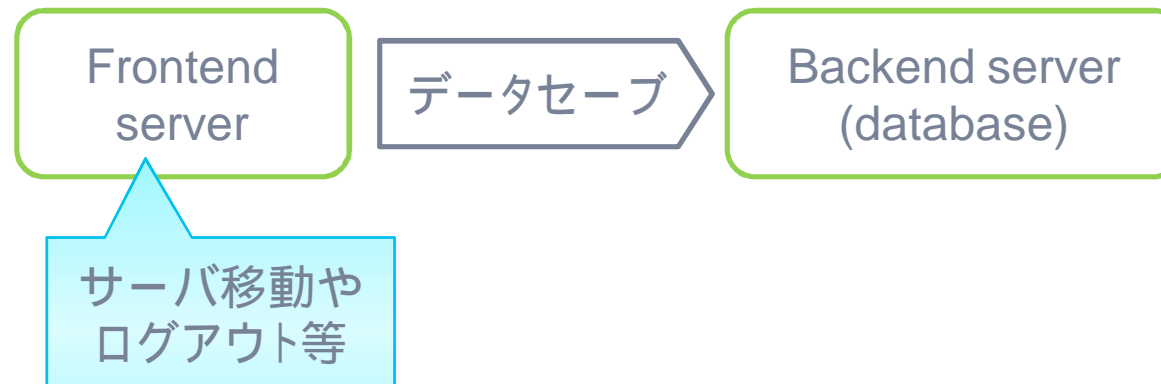 Frontend
server
データセーブ
Backend server
(database)
サーバ移動や
ログアウト等